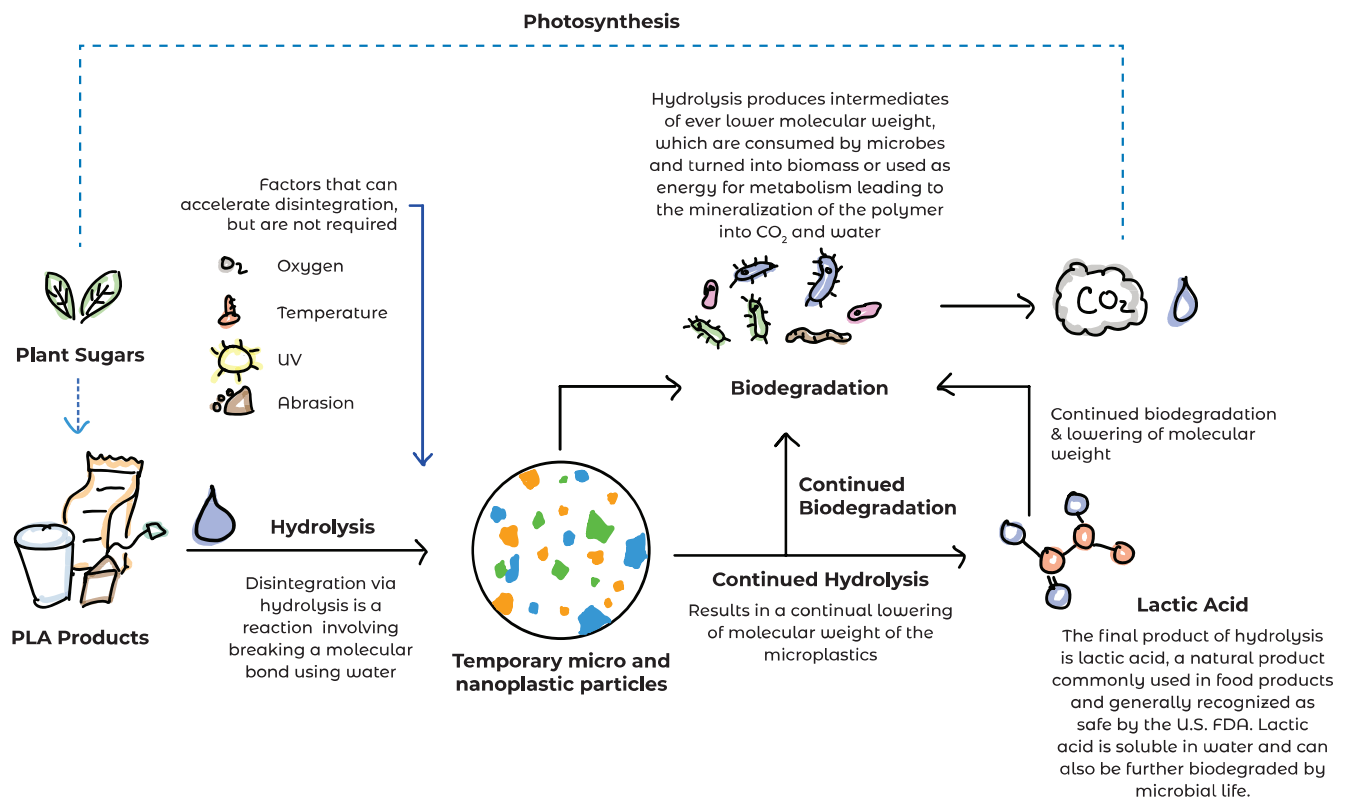 Photosynthesis
Hydrolysis produces intermediates
of ever lower molecular weight,
which are consumed by microbes
and turned into biomass or used as
energy for metabolism leading to
the mineralization of the polymer
into CO₂ and water
Factors that can
accelerate disintegration,
but are not required
O₂ Oxygen
Temperature
UV
Abrasion
Plant Sugars
CO₂
Biodegradation
Continued biodegradation
& lowering of molecular
weight
Continued
Biodegradation
Hydrolysis
Disintegration via
hydrolysis is a
reaction involving
breaking a molecular
bond using water
PLA Products
Temporary micro and
nanoplastic particles
Continued Hydrolysis
Results in a continual lowering
of molecular weight of the
microplastics
Lactic Acid
The final product of hydrolysis
is lactic acid, a natural product
commonly used in food products
and generally recognized as
safe by the U.S. FDA. Lactic
acid is soluble in water and can
also be further biodegraded by
microbial life.